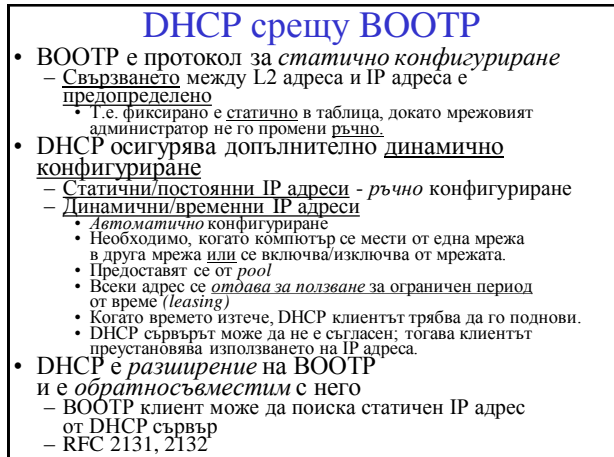 DHCP срещу BOOTP
• BOOTP е протокол за статично конфигуриране
– Свързването между L2 адреса и IP адреса е
предопределено
• Т.е. фиксирано е статично в таблица, докато мрежовият
администратор не го промени ръчно.
• DHCP осигурява допълнително динамично
конфигуриране
– Статични/постоянни IP адреси - ръчно конфигуриране
– Динамични/временни IP адреси
• Автоматично конфигуриране
• Необходимо, когато компютър се мести от една мрежа
в друга мрежа или се включва/изключва от мрежата.
• Предоставят се от pool
• Всеки адрес се отдава за ползване за ограничен период
от време (leasing)
• Когато времето изтече, DHCP клиентът трябва да го поднови.
• DHCP сървърът може да не е съгласен; тогава клиентът
преустановява използването на IP адреса.
• DHCP е разширение на BOOTP
и е обратносъвместим с него
– BOOTP клиент може да поиска статичен IP адрес
от DHCP сървър
– RFC 2131, 2132